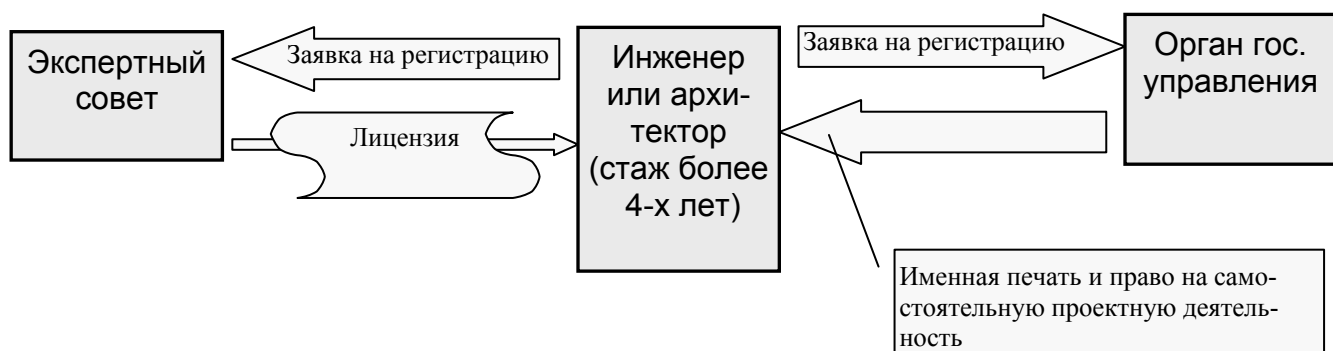 Экспертный
совет
Заявка на регистрацию
Лицензия
Инженер
или архи-
тектор
(стаж более
4-х лет)
Заявка на регистрацию
Орган гос.
управления
Именная печать и право на само-
стоятельную проектную деятель-
ность